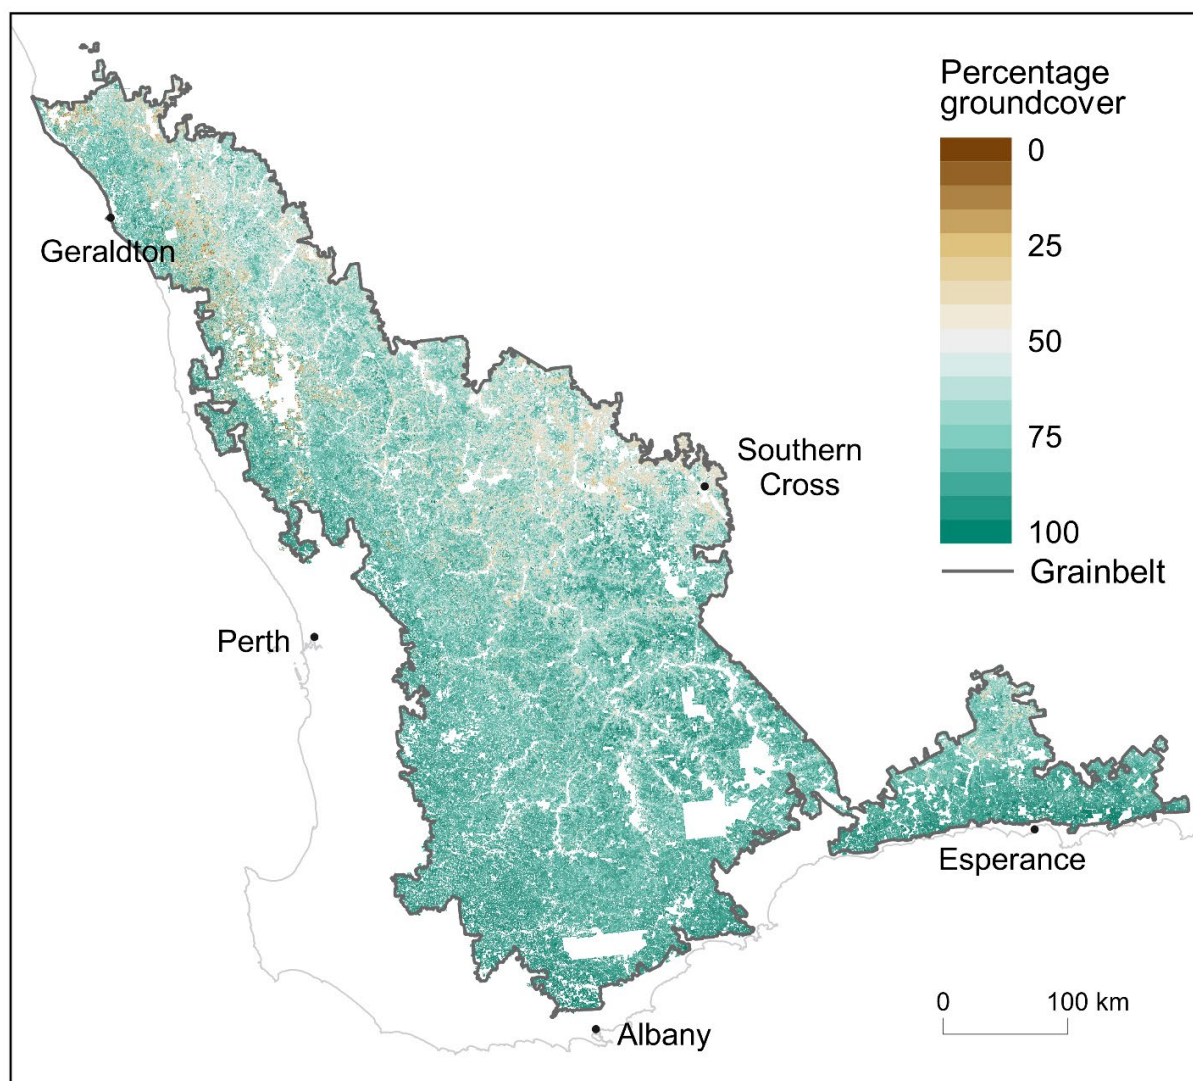 Percentage
groundcover
0
25
50
75
100
Grainbelt
Geraldton
Southern
Cross
Perth
Esperance
Albany
0 100 km